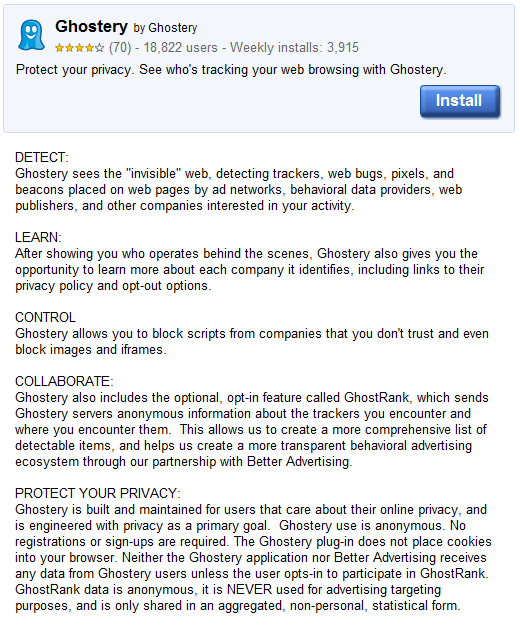 Ghostery by Ghostery
(70) - 18,822 users - Weekly installs: 3,915
Protect your privacy. See who's tracking your web browsing with Ghostery.
Install
DETECT:
Ghostery sees the "invisible" web, detecting trackers, web bugs, pixels, and
beacons placed on web pages by ad networks, behavioral data providers, web
publishers, and other companies interested in your activity.
LEARN:
After showing you who operates behind the scenes, Ghostery also gives you the
opportunity to learn more about each company it identifies, including links to their
privacy policy and opt-out options.
CONTROL
Ghostery allows you to block scripts from companies that you don't trust and even
block images and iframes.
COLLABORATE:
Ghostery also includes the optional, opt-in feature called GhostRank, which sends
Ghostery servers anonymous information about the trackers you encounter and
where you encounter them.  This allows us to create a more comprehensive list of
detectable items, and helps us create a more transparent behavioral advertising
ecosystem through our partnership with Better Advertising.
PROTECT YOUR PRIVACY:
Ghostery is built and maintained for users that care about their online privacy, and
is engineered with privacy as a primary goal.  Ghostery use is anonymous. No
registrations or sign-ups are required. The Ghostery plug-in does not place cookies
into your browser. Neither the Ghostery application nor Better Advertising receives
any data from Ghostery users unless the user opts-in to participate in GhostRank.
GhostRank data is anonymous, it is NEVER used for advertising targeting
purposes, and is only shared in an aggregated, non-personal, statistical form.